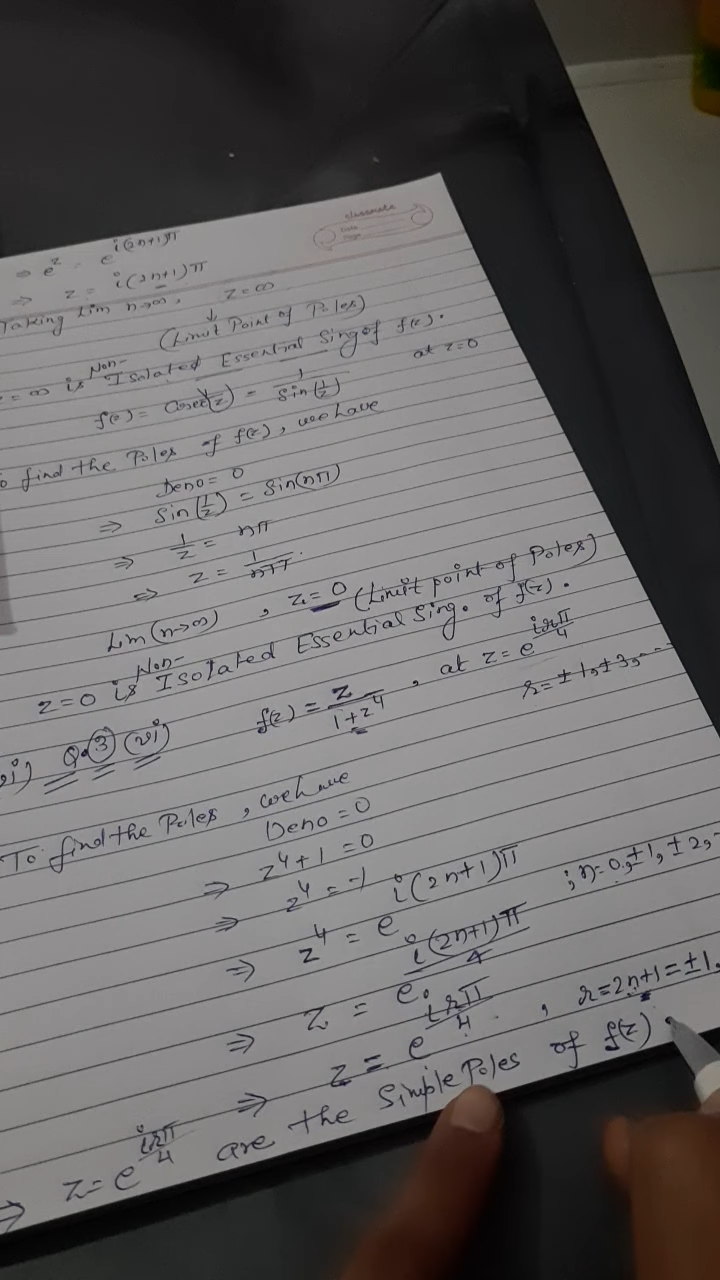 classmate
Date
Page
⇒ e^z = e^{i(2n+1)π}
⇒ z = i(2n+1)π
Taking Lim n→∞, z=∞
↓
(Limit Point of Poles)
z=∞ is Non-Isolated Essential Sing of f(z).
f(z) = Cosec(1/z) = 1/Sin(1/z) at z=0
To find the Poles of f(z), we have
Deno = 0
⇒ Sin(1/z) = Sin(nπ)
⇒ 1/z = nπ
⇒ z = 1/nπ
Lim(n→∞), z=0 (Limit point of Poles)
z=0 is Non-Isolated Essential Sing. of f(z).
vi) Q.3 (vi) f(z) = z/(1+z^4), at z=e^{irπ/4}
r=±1,±3,---
To find the Poles, we have
Deno = 0
⇒ z^4+1 = 0
⇒ z^4 = -1
⇒ z^4 = e^{i(2n+1)π} ; n=0,±1,±2,-
⇒ z = e^{i(2n+1)π/4}
⇒ z = e^{irπ/4}, r=2n+1=±1,
⇒ z=e^{irπ/4} are the Simple Poles of f(z).